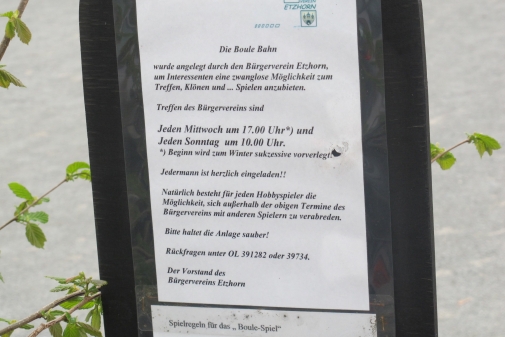 ETZHORN
Die Boule Bahn
wurde angelegt durch den Bürgerverein Etzhorn,
um Interessenten eine zwanglose Möglichkeit zum
Treffen, Klönen und ... Spielen anzubieten.
Treffen des Bürgervereins sind
Jeden Mittwoch um 17.00 Uhr*) und
Jeden Sonntag um 10.00 Uhr.
*) Beginn wird zum Winter sukzessive vorverlegt!
Jedermann ist herzlich eingeladen!!
Natürlich besteht für jeden Hobbyspieler die
Möglichkeit, sich außerhalb der obigen Termine des
Bürgervereins mit anderen Spielern zu verabreden.
Bitte haltet die Anlage sauber!
Rückfragen unter OL 391282 oder 39734.
Der Vorstand des
Bürgervereins Etzhorn
Spielregeln für das „ Boule-Spiel“